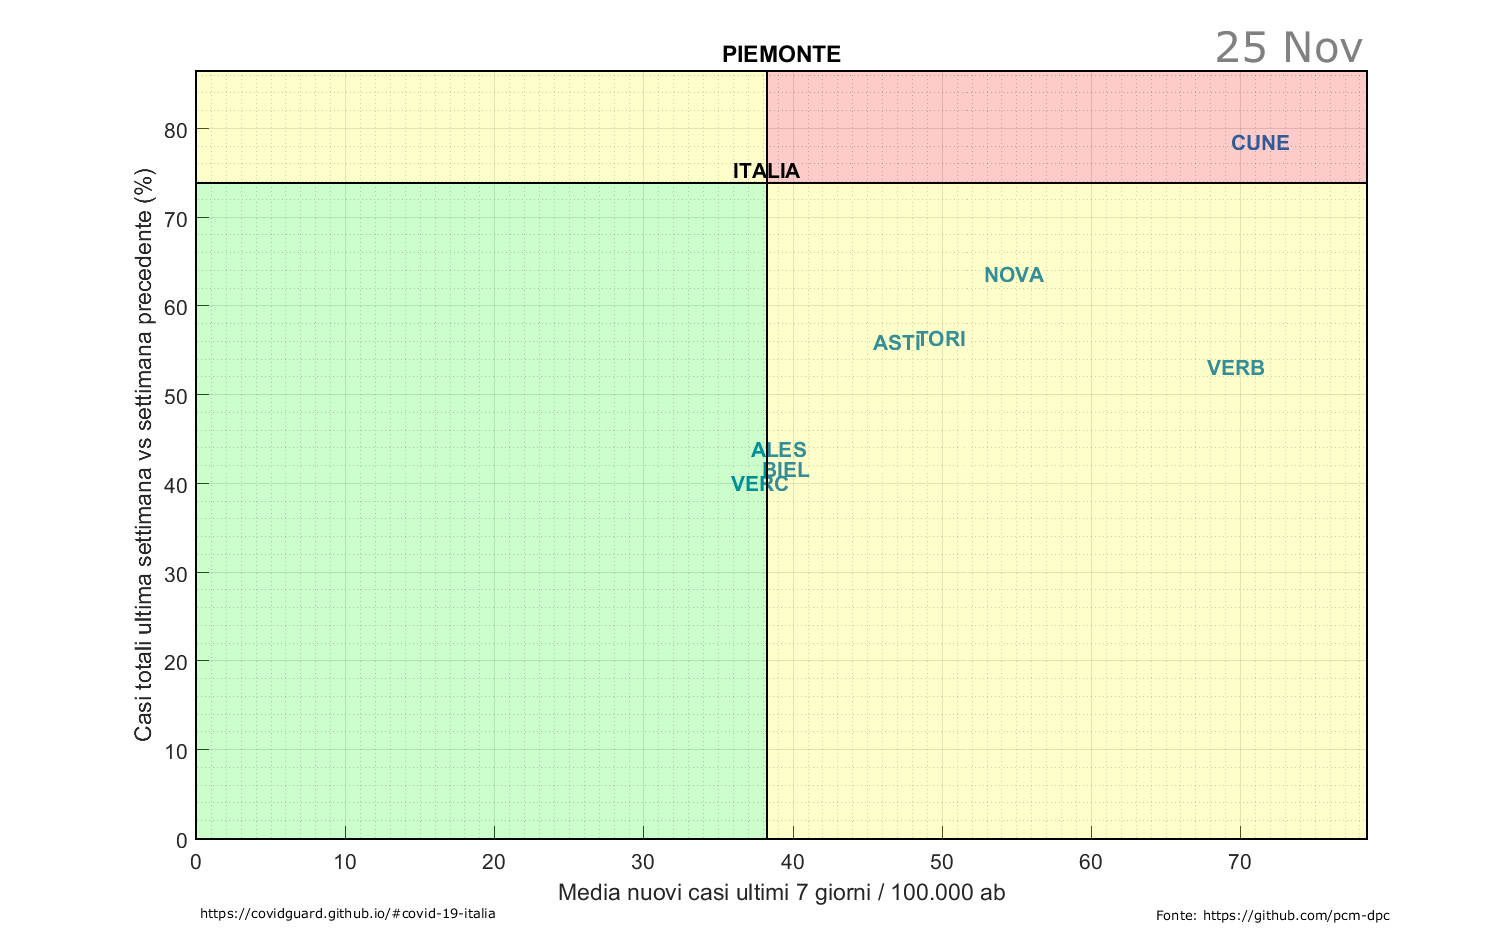 PIEMONTE
25 Nov
Casi totali ultima settimana vs settimana precedente (%)
80
70
60
50
40
30
20
10
0
CUNE
ITALIA
NOVA
ASTI
TORI
VERB
ALES
BIEL
VERC
0 10 20 30 40 50 60 70
Media nuovi casi ultimi 7 giorni / 100.000 ab
https://covidguard.github.io/#covid-19-italia
Fonte: https://github.com/pcm-dpc